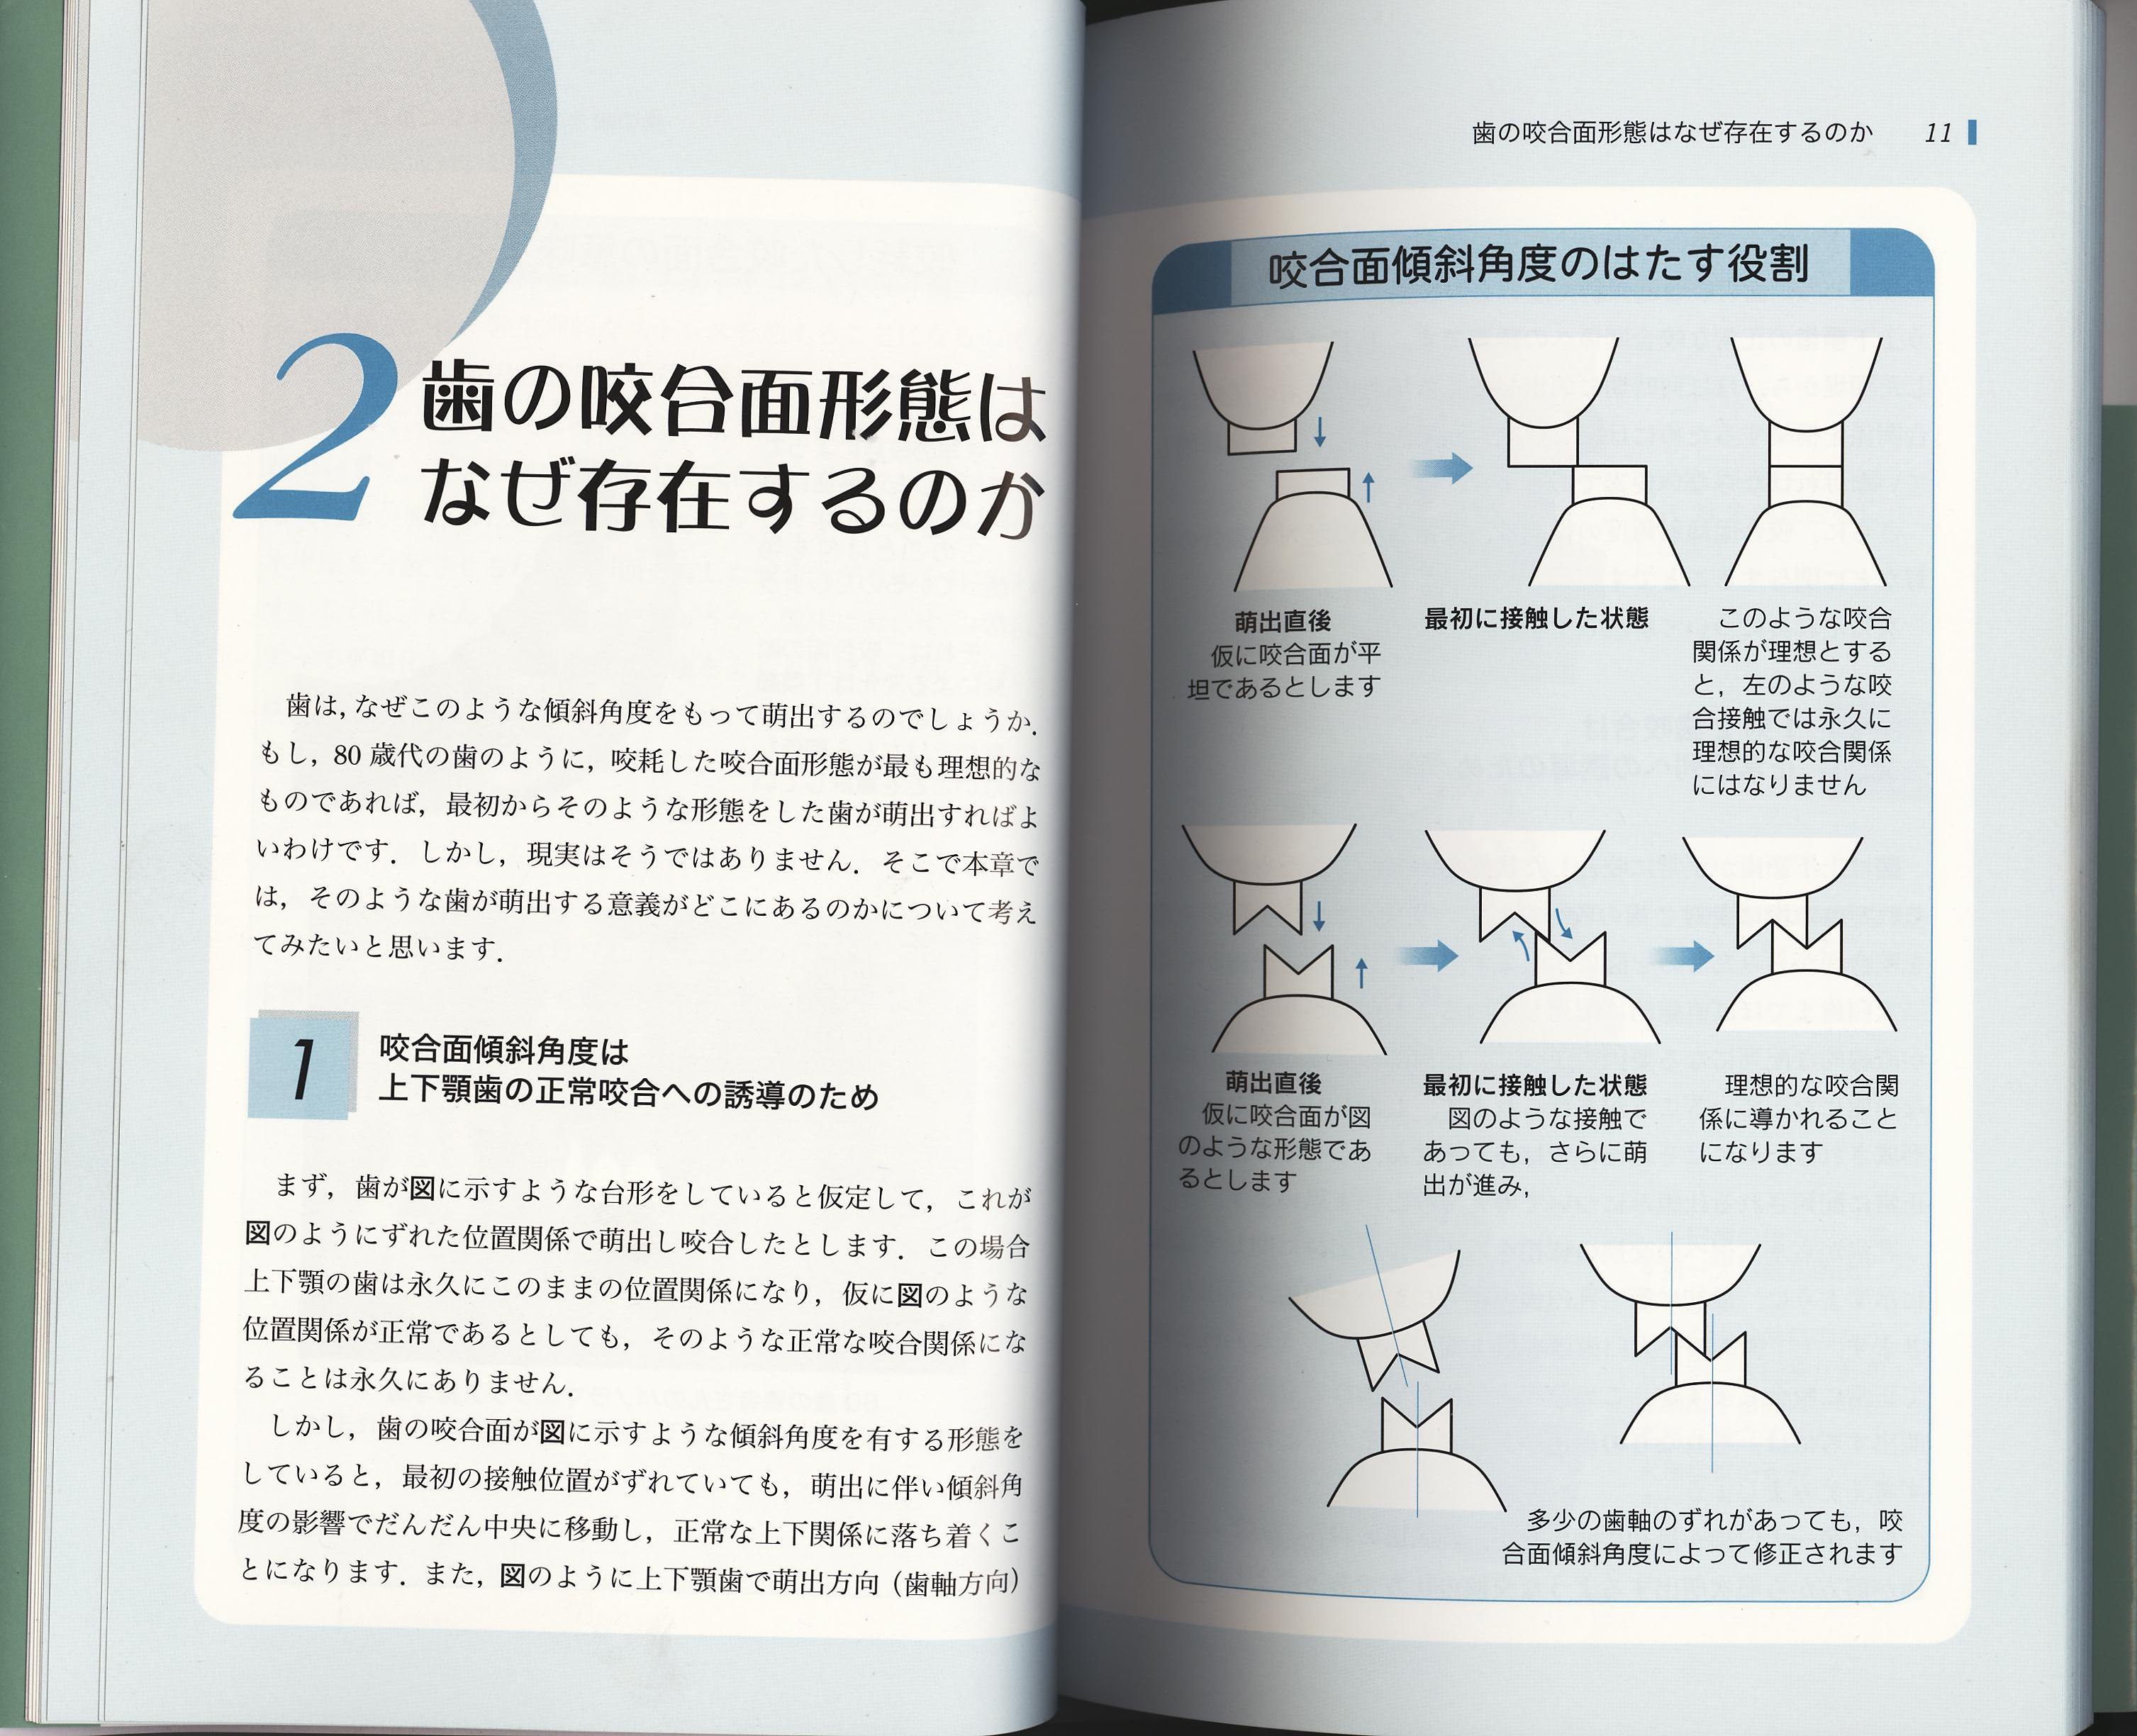 2
歯の咬合面形態は
なぜ存在するのか
歯は，なぜこのような傾斜角度をもって萌出するのでしょうか．
もし，80 歳代の歯のように，咬耗した咬合面形態が最も理想的な
ものであれば，最初からそのような形態をした歯が萌出すればよ
いわけです．しかし，現実はそうではありません．そこで本章で
は，そのような歯が萌出する意義がどこにあるのかについて考え
てみたいと思います．
1
咬合面傾斜角度は
上下顎歯の正常咬合への誘導のため
まず，歯が図に示すような台形をしていると仮定して，これが
図のようにずれた位置関係で萌出し咬合したとします．この場合
上下顎の歯は永久にこのままの位置関係になり，仮に図のような
位置関係が正常であるとしても，そのような正常な咬合関係にな
ることは永久にありません．
しかし，歯の咬合面が図に示すような傾斜角度を有する形態を
していると，最初の接触位置がずれていても，萌出に伴い傾斜角
度の影響でだんだん中央に移動し，正常な上下関係に落ち着くこ
とになります．また，図のように上下顎歯で萌出方向（歯軸方向）
歯の咬合面形態はなぜ存在するのか 11
咬合面傾斜角度のはたす役割
萌出直後
仮に咬合面が平
坦であるとします
最初に接触した状態
このような咬合
関係が理想とする
と，左のような咬
合接触では永久に
理想的な咬合関係
にはなりません
萌出直後
仮に咬合面が図
のような形態であ
るとします
最初に接触した状態
図のような接触で
あっても，さらに萌
出が進み，
理想的な咬合関
係に導かれること
になります
多少の歯軸のずれがあっても，咬
合面傾斜角度によって修正されます